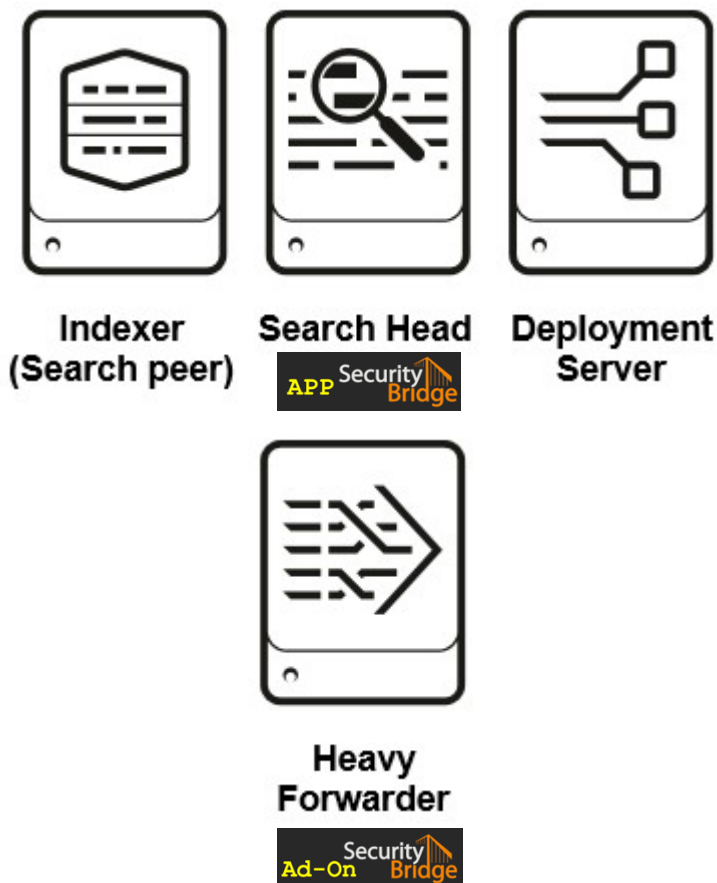 Indexer
(Search peer)
Search Head
APP Security Bridge
Deployment
Server
Heavy
Forwarder
Ad-On Security Bridge